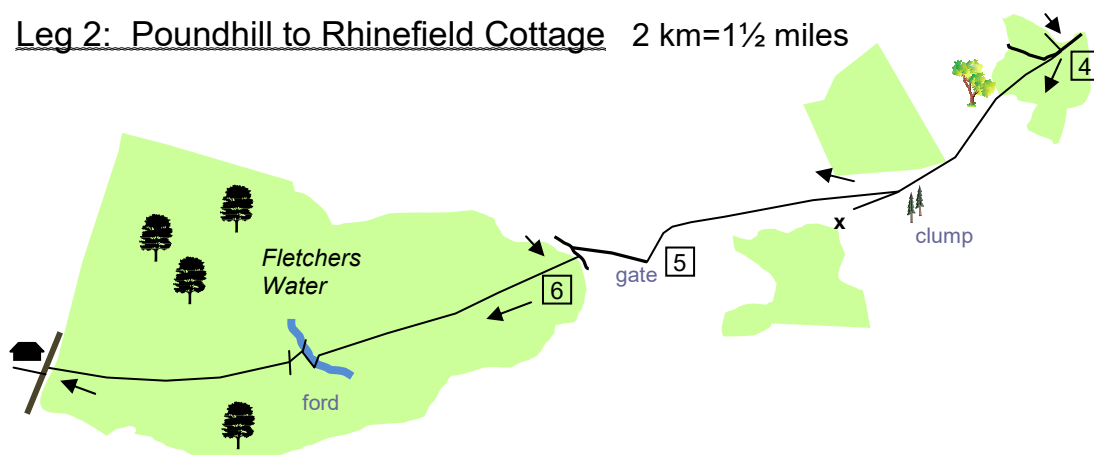 Leg 2: Poundhill to Rhinefield Cottage 2 km=1½ miles
4
x
clump
Fletchers
Water
gate
5
6
ford